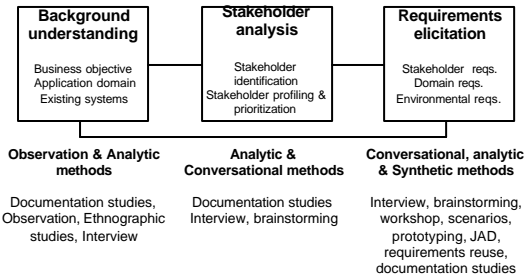 Background
understanding
Business objective
Application domain
Existing systems
Stakeholder
analysis
Stakeholder
identification
Stakeholder profiling &
prioritization
Requirements
elicitation
Stakeholder reqs.
Domain reqs.
Environmental reqs.
Observation & Analytic
methods
Documentation studies,
Observation, Ethnographic
studies, Interview
Analytic &
Conversational methods
Documentation studies
Interview, brainstorming
Conversational, analytic
& Synthetic methods
Interview, brainstorming,
workshop, scenarios,
prototyping, JAD,
requirements reuse,
documentation studies